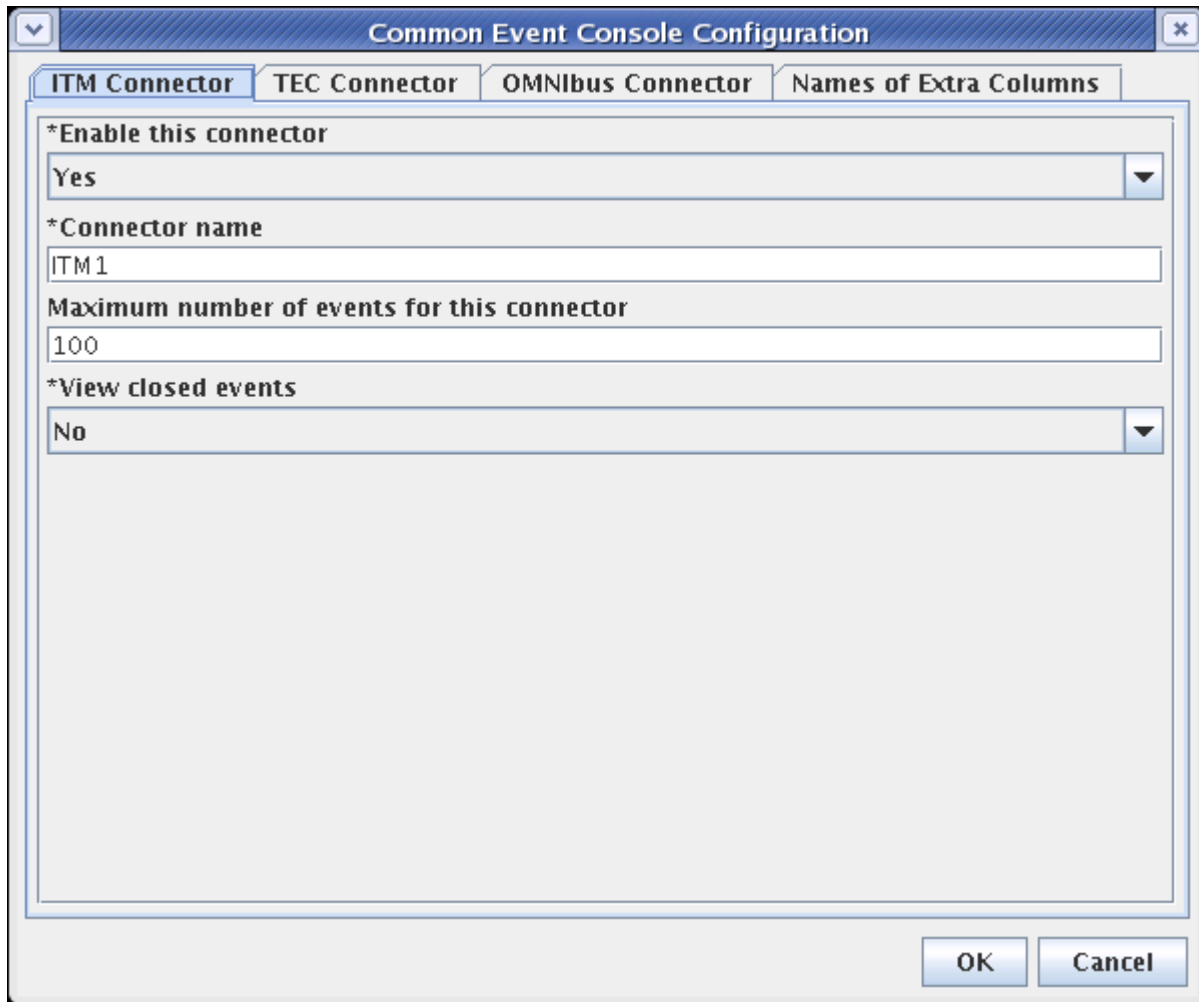 Common Event Console Configuration
ITM Connector TEC Connector OMNIbus Connector Names of Extra Columns
*Enable this connector
Yes
*Connector name
ITM1
Maximum number of events for this connector
100
*View closed events
No
OK Cancel